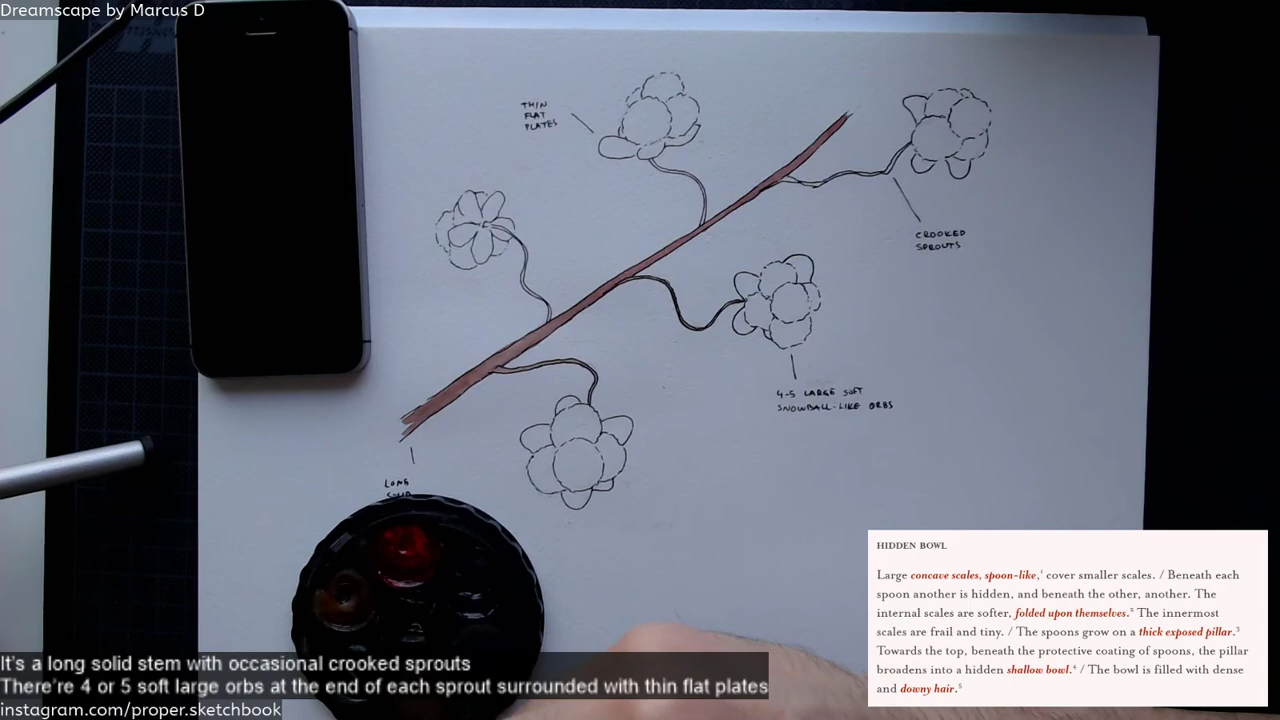 Dreamscape by Marcus D
THIN
FLAT
PLATES
CROOKED
SPROUTS
4-5 LARGE SOFT
SNOWBALL-LIKE ORBS
LONG
SOLID
HIDDEN BOWL
Large concave scales, spoon-like,¹ cover smaller scales. / Beneath each
spoon another is hidden, and beneath the other, another. The
internal scales are softer, folded upon themselves.² The innermost
scales are frail and tiny. / The spoons grow on a thick exposed pillar.³
Towards the top, beneath the protective coating of spoons, the pillar
broadens into a hidden shallow bowl.⁴ / The bowl is filled with dense
and downy hair.⁵
It's a long solid stem with occasional crooked sprouts
There're 4 or 5 soft large orbs at the end of each sprout surrounded with thin flat plates
instagram.com/proper.sketchbook